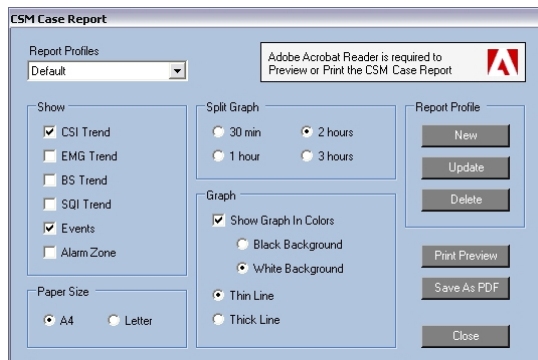 CSM Case Report
Report Profiles
Default
Adobe Acrobat Reader is required to
Preview or Print the CSM Case Report
Show
CSI Trend
EMG Trend
BS Trend
SQI Trend
Events
Alarm Zone
Paper Size
A4 Letter
Split Graph
30 min 2 hours
1 hour 3 hours
Graph
Show Graph In Colors
Black Background
White Background
Thin Line
Thick Line
Report Profile
New
Update
Delete
Print Preview
Save As PDF
Close